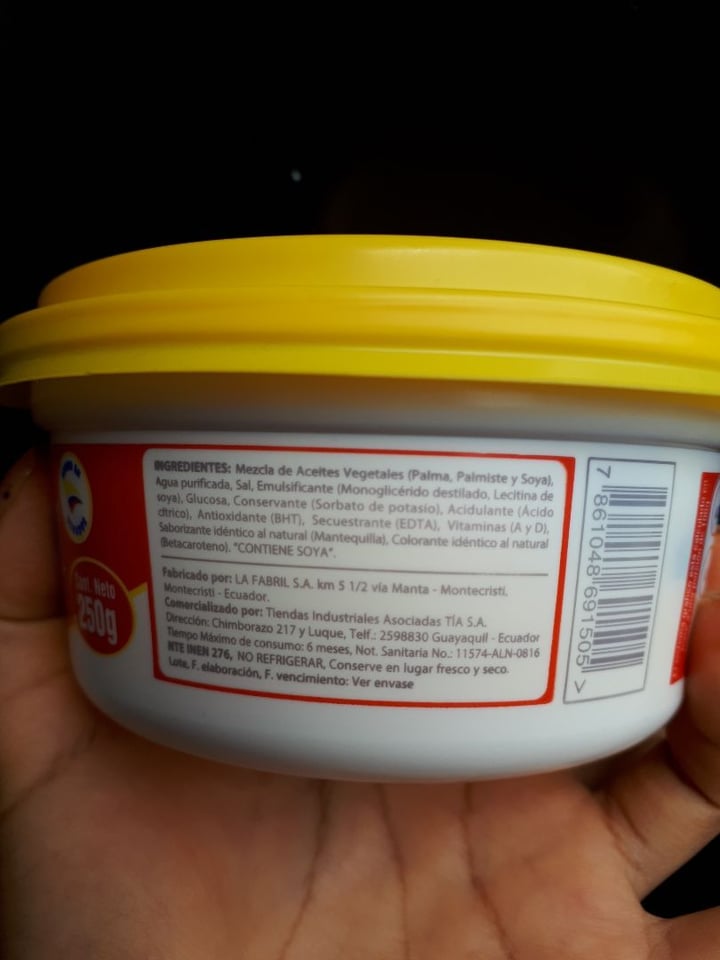 INGREDIENTES: Mezcla de Aceites Vegetales (Palma, Palmiste y Soya),
Agua purificada, Sal, Emulsificante (Monoglicérido destilado, Lecitina de
soya), Glucosa, Conservante (Sorbato de potasio), Acidulante (Ácido
cítrico), Antioxidante (BHT), Secuestrante (EDTA), Vitaminas (A y D),
Saborizante idéntico al natural (Mantequilla), Colorante idéntico al natural
(Betacaroteno). "CONTIENE SOYA".
Fabricado por: LA FABRIL S.A. km 5 1/2 vía Manta - Montecristi,
Montecristi - Ecuador.
Comercializado por: Tiendas Industriales Asociadas TÍA S.A.
Dirección: Chimborazo 217 y Luque, Telf.: 2598830 Guayaquil - Ecuador
Tiempo Máximo de consumo: 6 meses, Not. Sanitaria No.: 11574-ALN-0816
NTE INEN 276, NO REFRIGERAR, Conserve en lugar fresco y seco.
Lote, F. elaboración, F. vencimiento: Ver envase
Cont. Neto
250g
7 861048 691505 >